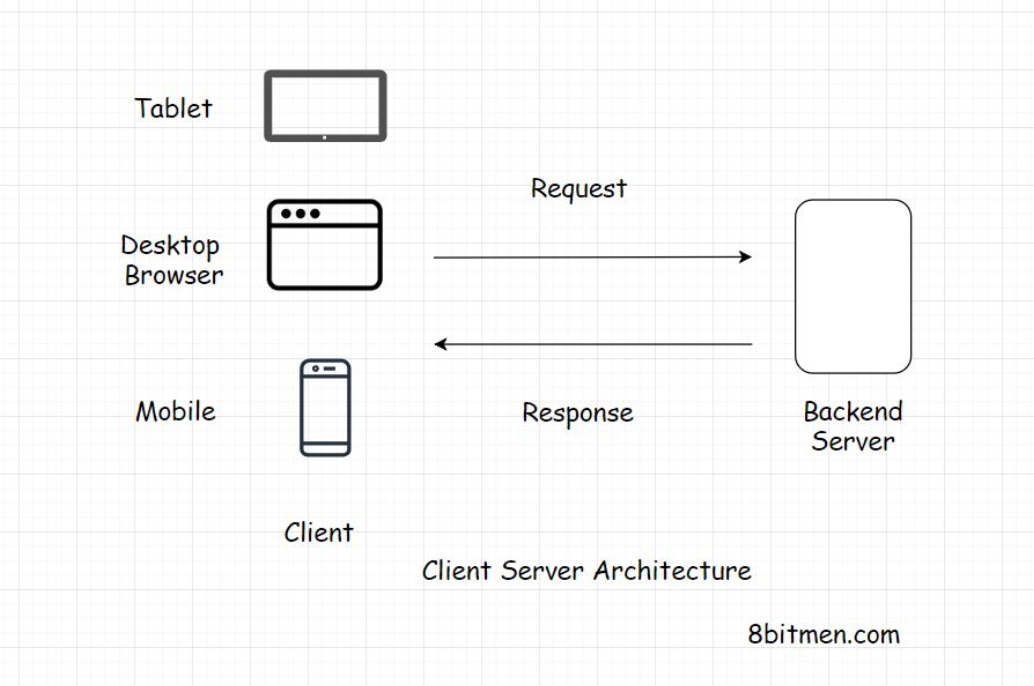 Tablet
Request
Desktop
Browser
Mobile
Response
Backend
Server
Client
Client Server Architecture
8bitmen.com